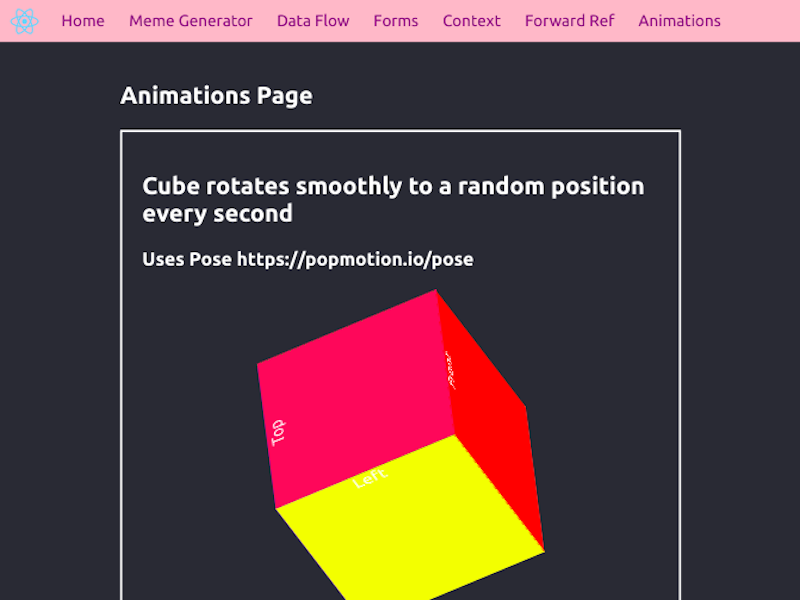 Home Meme Generator Data Flow Forms Context Forward Ref Animations
Animations Page
Cube rotates smoothly to a random position
every second
Uses Pose https://popmotion.io/pose
Top
Left